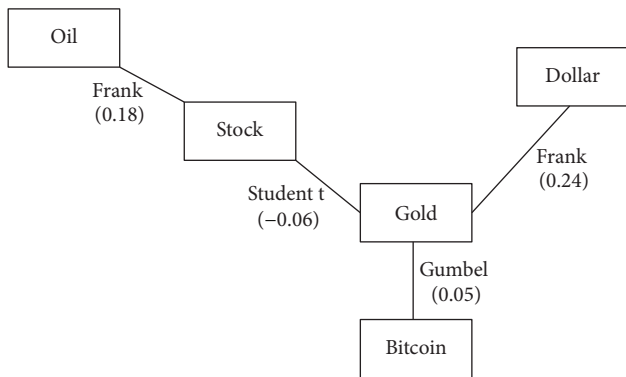 Oil
Dollar
Frank
(0.18)
Stock
Frank
(0.24)
Student t
(−0.06)
Gold
Gumbel
(0.05)
Bitcoin